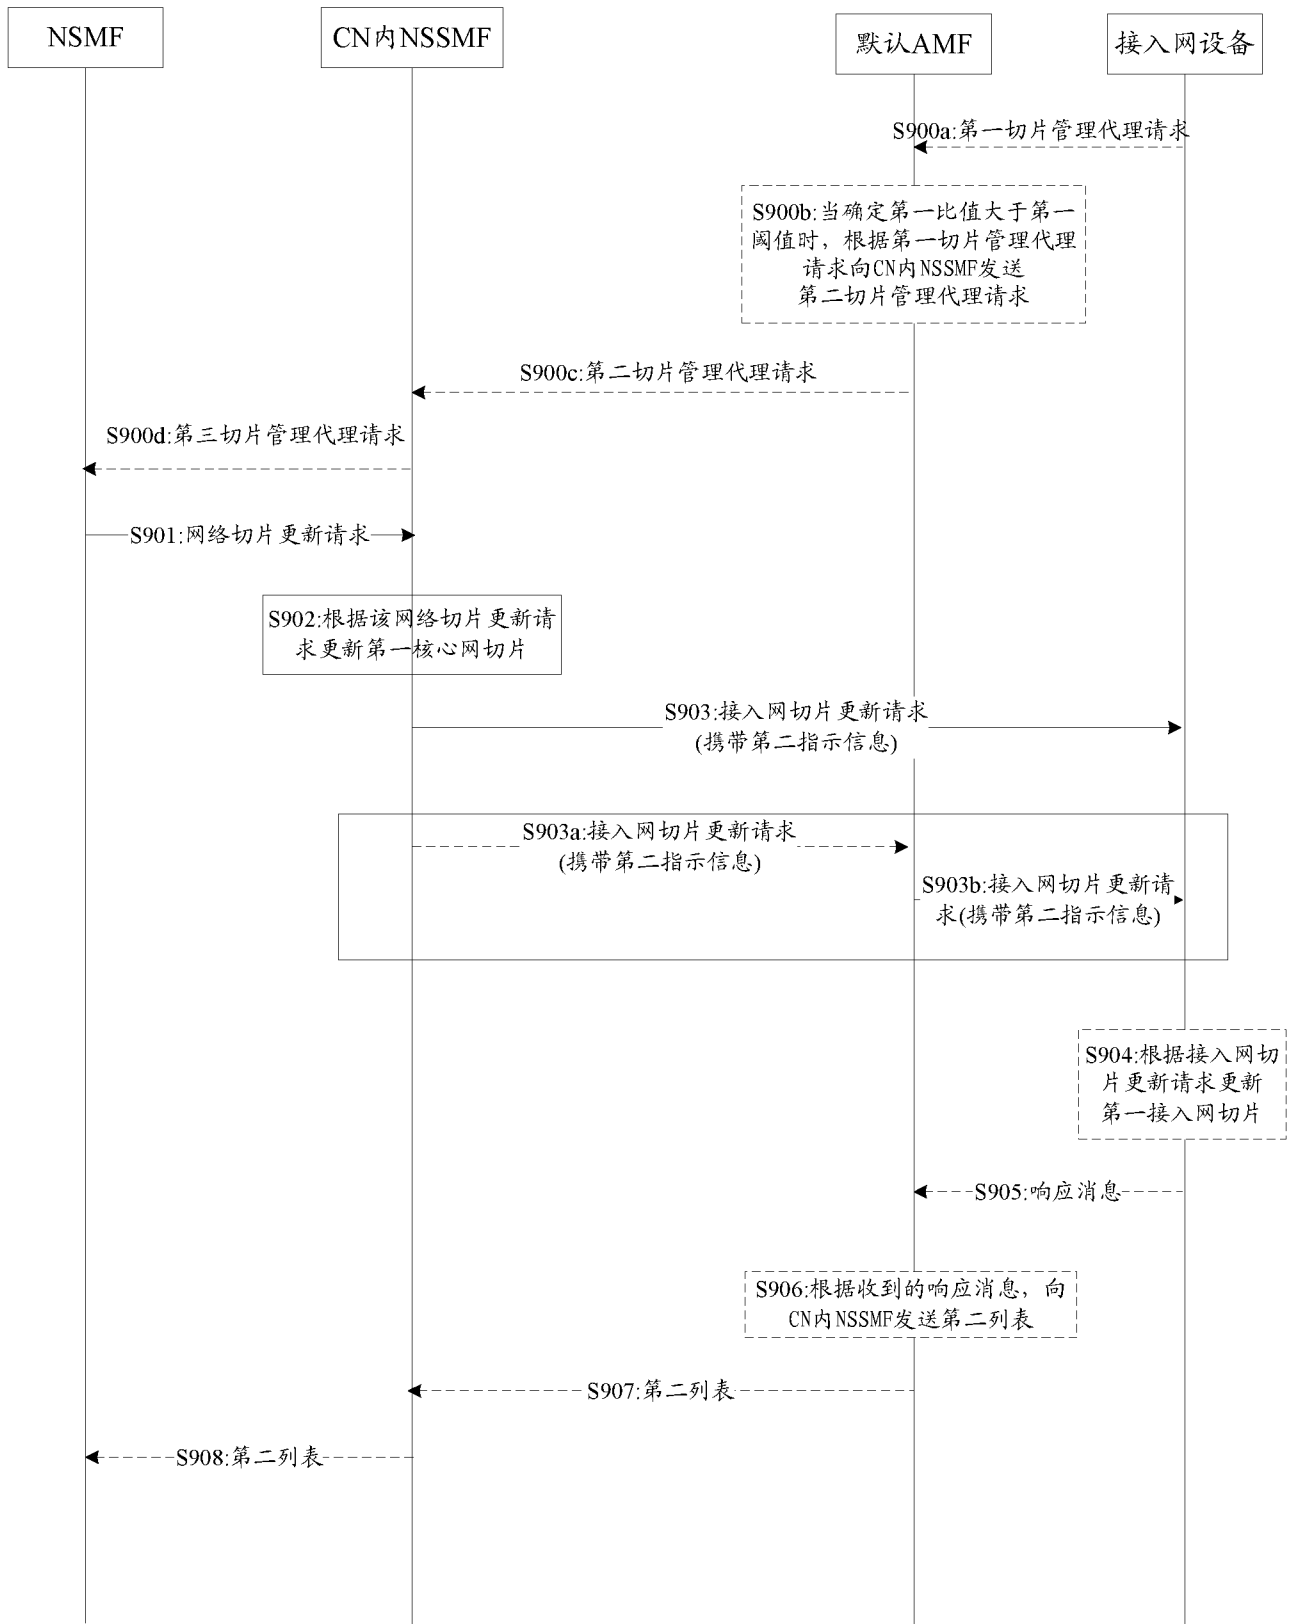 NSMF
CN内NSSMF
默认AMF
接入网设备
S900a:第一切片管理代理请求
S900b:当确定第一比值大于第一
阈值时，根据第一切片管理代理
请求向CN内NSSMF发送
第二切片管理代理请求
S900c:第二切片管理代理请求
S900d:第三切片管理代理请求
S901:网络切片更新请求
S902:根据该网络切片更新请
求更新第一核心网切片
S903:接入网切片更新请求
(携带第二指示信息)
S903a:接入网切片更新请求
(携带第二指示信息)
S903b:接入网切片更新请
求(携带第二指示信息)
S904:根据接入网切
片更新请求更新
第一接入网切片
S905:响应消息
S906:根据收到的响应消息，向
CN内NSSMF发送第二列表
S907:第二列表
S908:第二列表